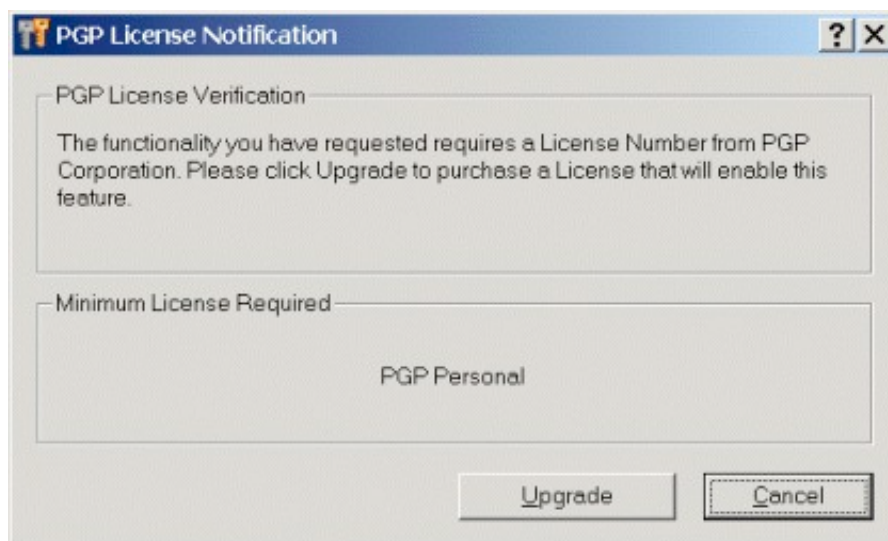 PGP License Notification
PGP License Verification
The functionality you have requested requires a License Number from PGP
Corporation. Please click Upgrade to purchase a License that will enable this
feature.
Minimum License Required
PGP Personal
Upgrade
Cancel